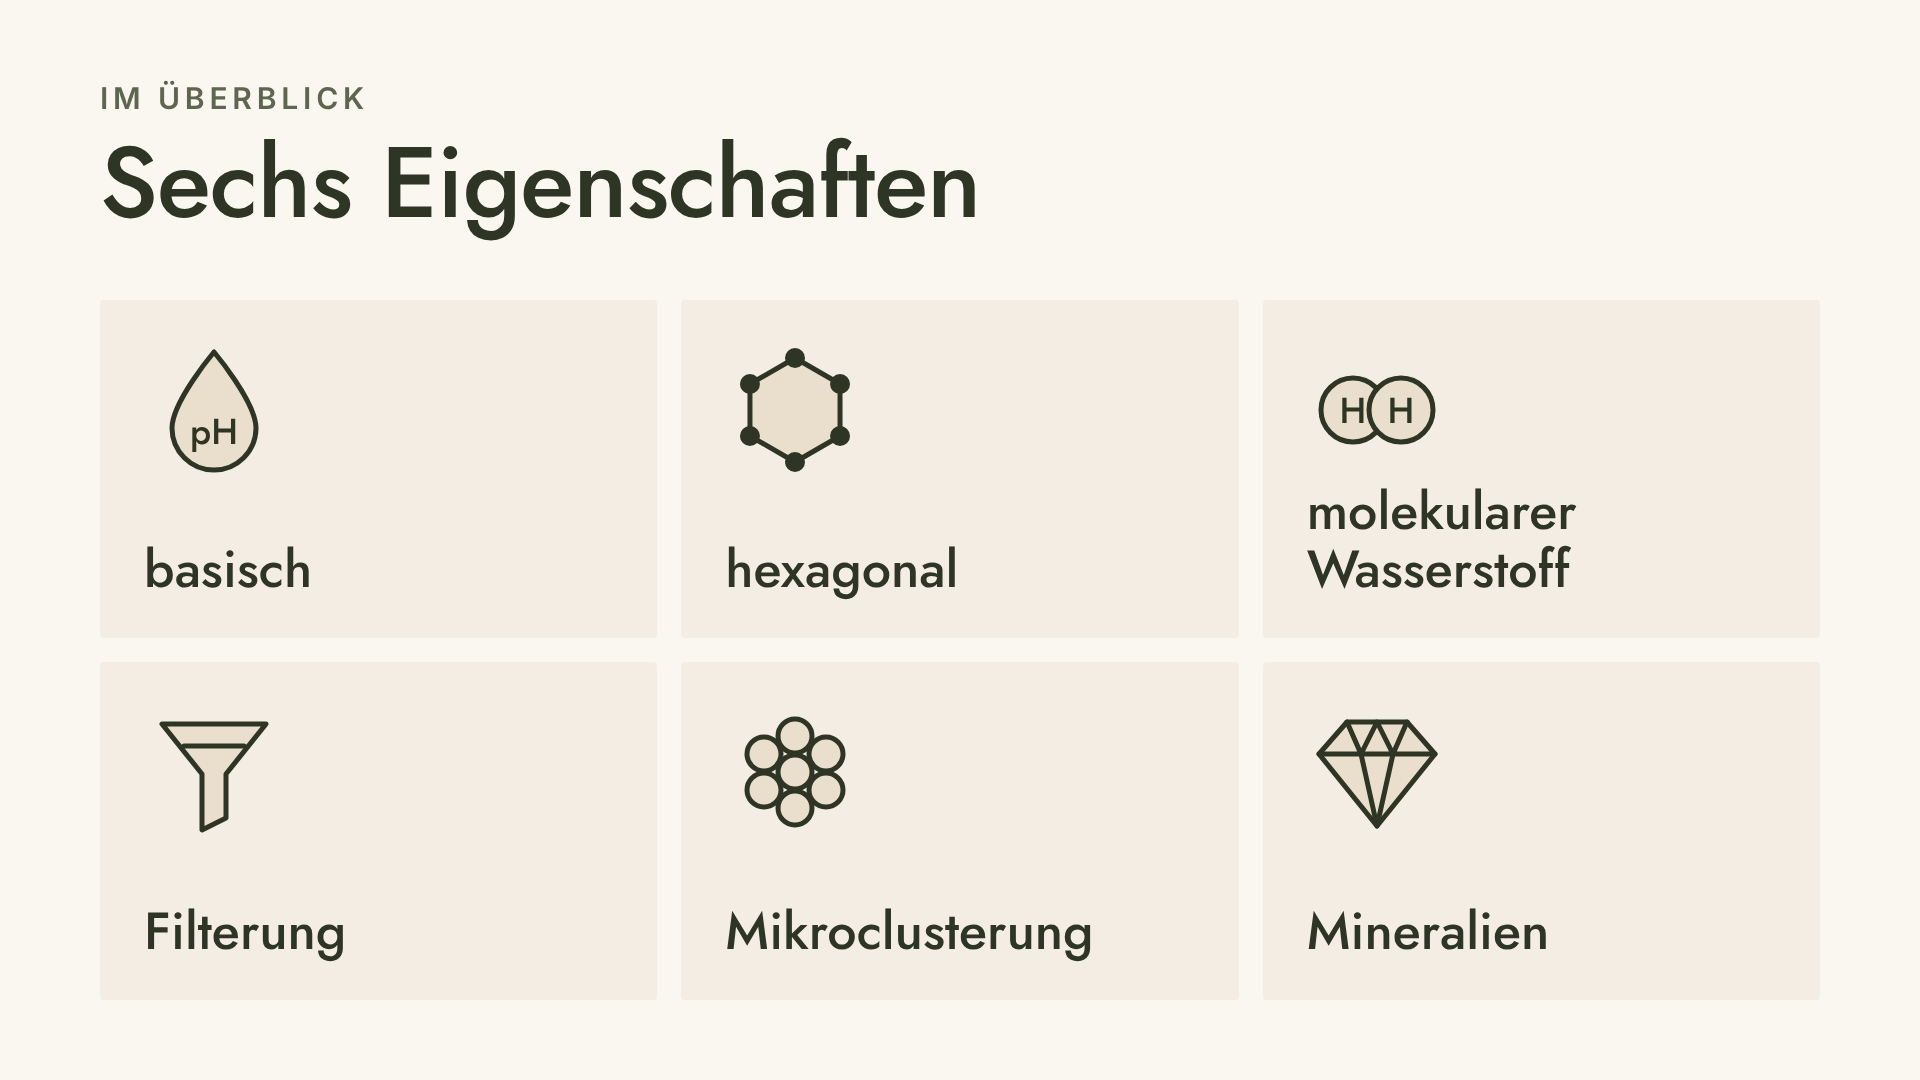 IM ÜBERBLICK
Sechs Eigenschaften
pH
basisch
hexagonal
H H
molekularer
Wasserstoff
Filterung
Mikroclusterung
Mineralien